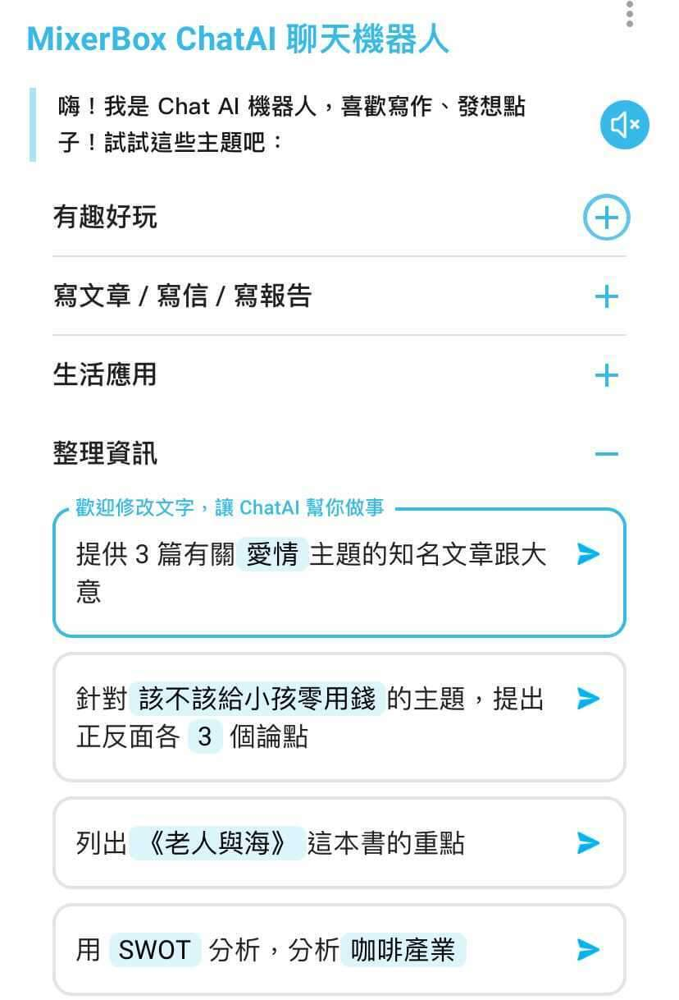 MixerBox ChatAI 聊天機器人
嗨！我是 Chat AI 機器人，喜歡寫作、發想點
子！試試這些主題吧：
有趣好玩
寫文章 / 寫信 / 寫報告
生活應用
整理資訊
歡迎修改文字，讓 ChatAI 幫你做事
提供 3 篇有關 愛情 主題的知名文章跟大
意
針對 該不該給小孩零用錢 的主題，提出
正反面各 3 個論點
列出 《老人與海》 這本書的重點
用 SWOT 分析，分析 咖啡產業